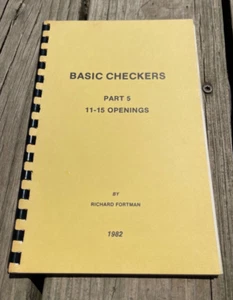 BASIC CHECKERS
PART 5
11-15 OPENINGS
BY
RICHARD FORTMAN
1982